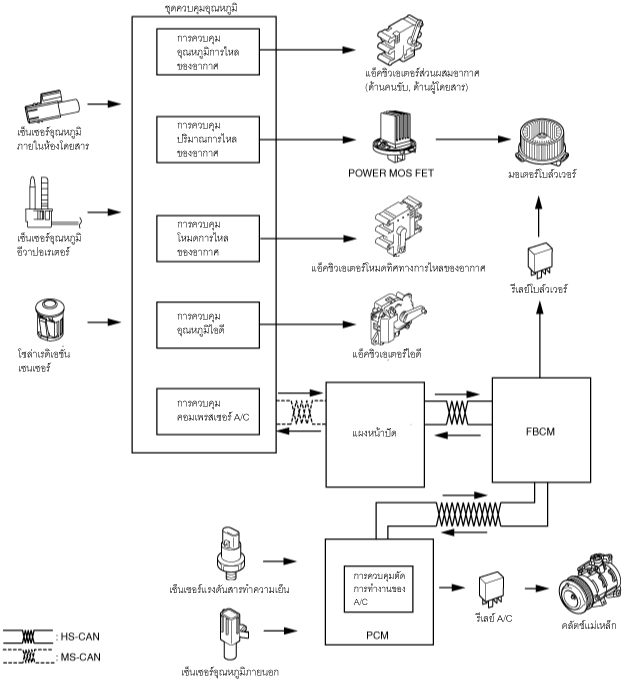 ชุดควบคุมอุณหภูมิ
การควบคุม
อุณหภูมิการไหล
ของอากาศ
แอ็คชิวเอเตอร์ส่วนผสมอากาศ
(ด้านคนขับ, ด้านผู้โดยสาร)
เซ็นเซอร์อุณหภูมิ
ภายในห้องโดยสาร
การควบคุม
ปริมาณการไหล
ของอากาศ
POWER MOS FET
มอเตอร์โบล์วเวอร์
เซ็นเซอร์อุณหภูมิ
อีวาปอเรเตอร์
การควบคุม
โหมดการไหล
ของอากาศ
แอ็คชิวเอเตอร์โหมดทิศทางการไหลของอากาศ
รีเลย์โบล์วเวอร์
โซล่าเรดิเอชั่น
เซนเซอร์
การควบคุม
อุณหภูมิไอดี
แอ็คชิวเอเตอร์ไอดี
การควบคุม
คอมเพรสเซอร์ A/C
แผงหน้าปัด
FBCM
เซ็นเซอร์แรงดันสารทำความเย็น
การควบคุมตัด
การทำงานของ
A/C
รีเลย์ A/C
คลัตช์แม่เหล็ก
PCM
เซ็นเซอร์อุณหภูมิภายนอก
: HS-CAN
: MS-CAN